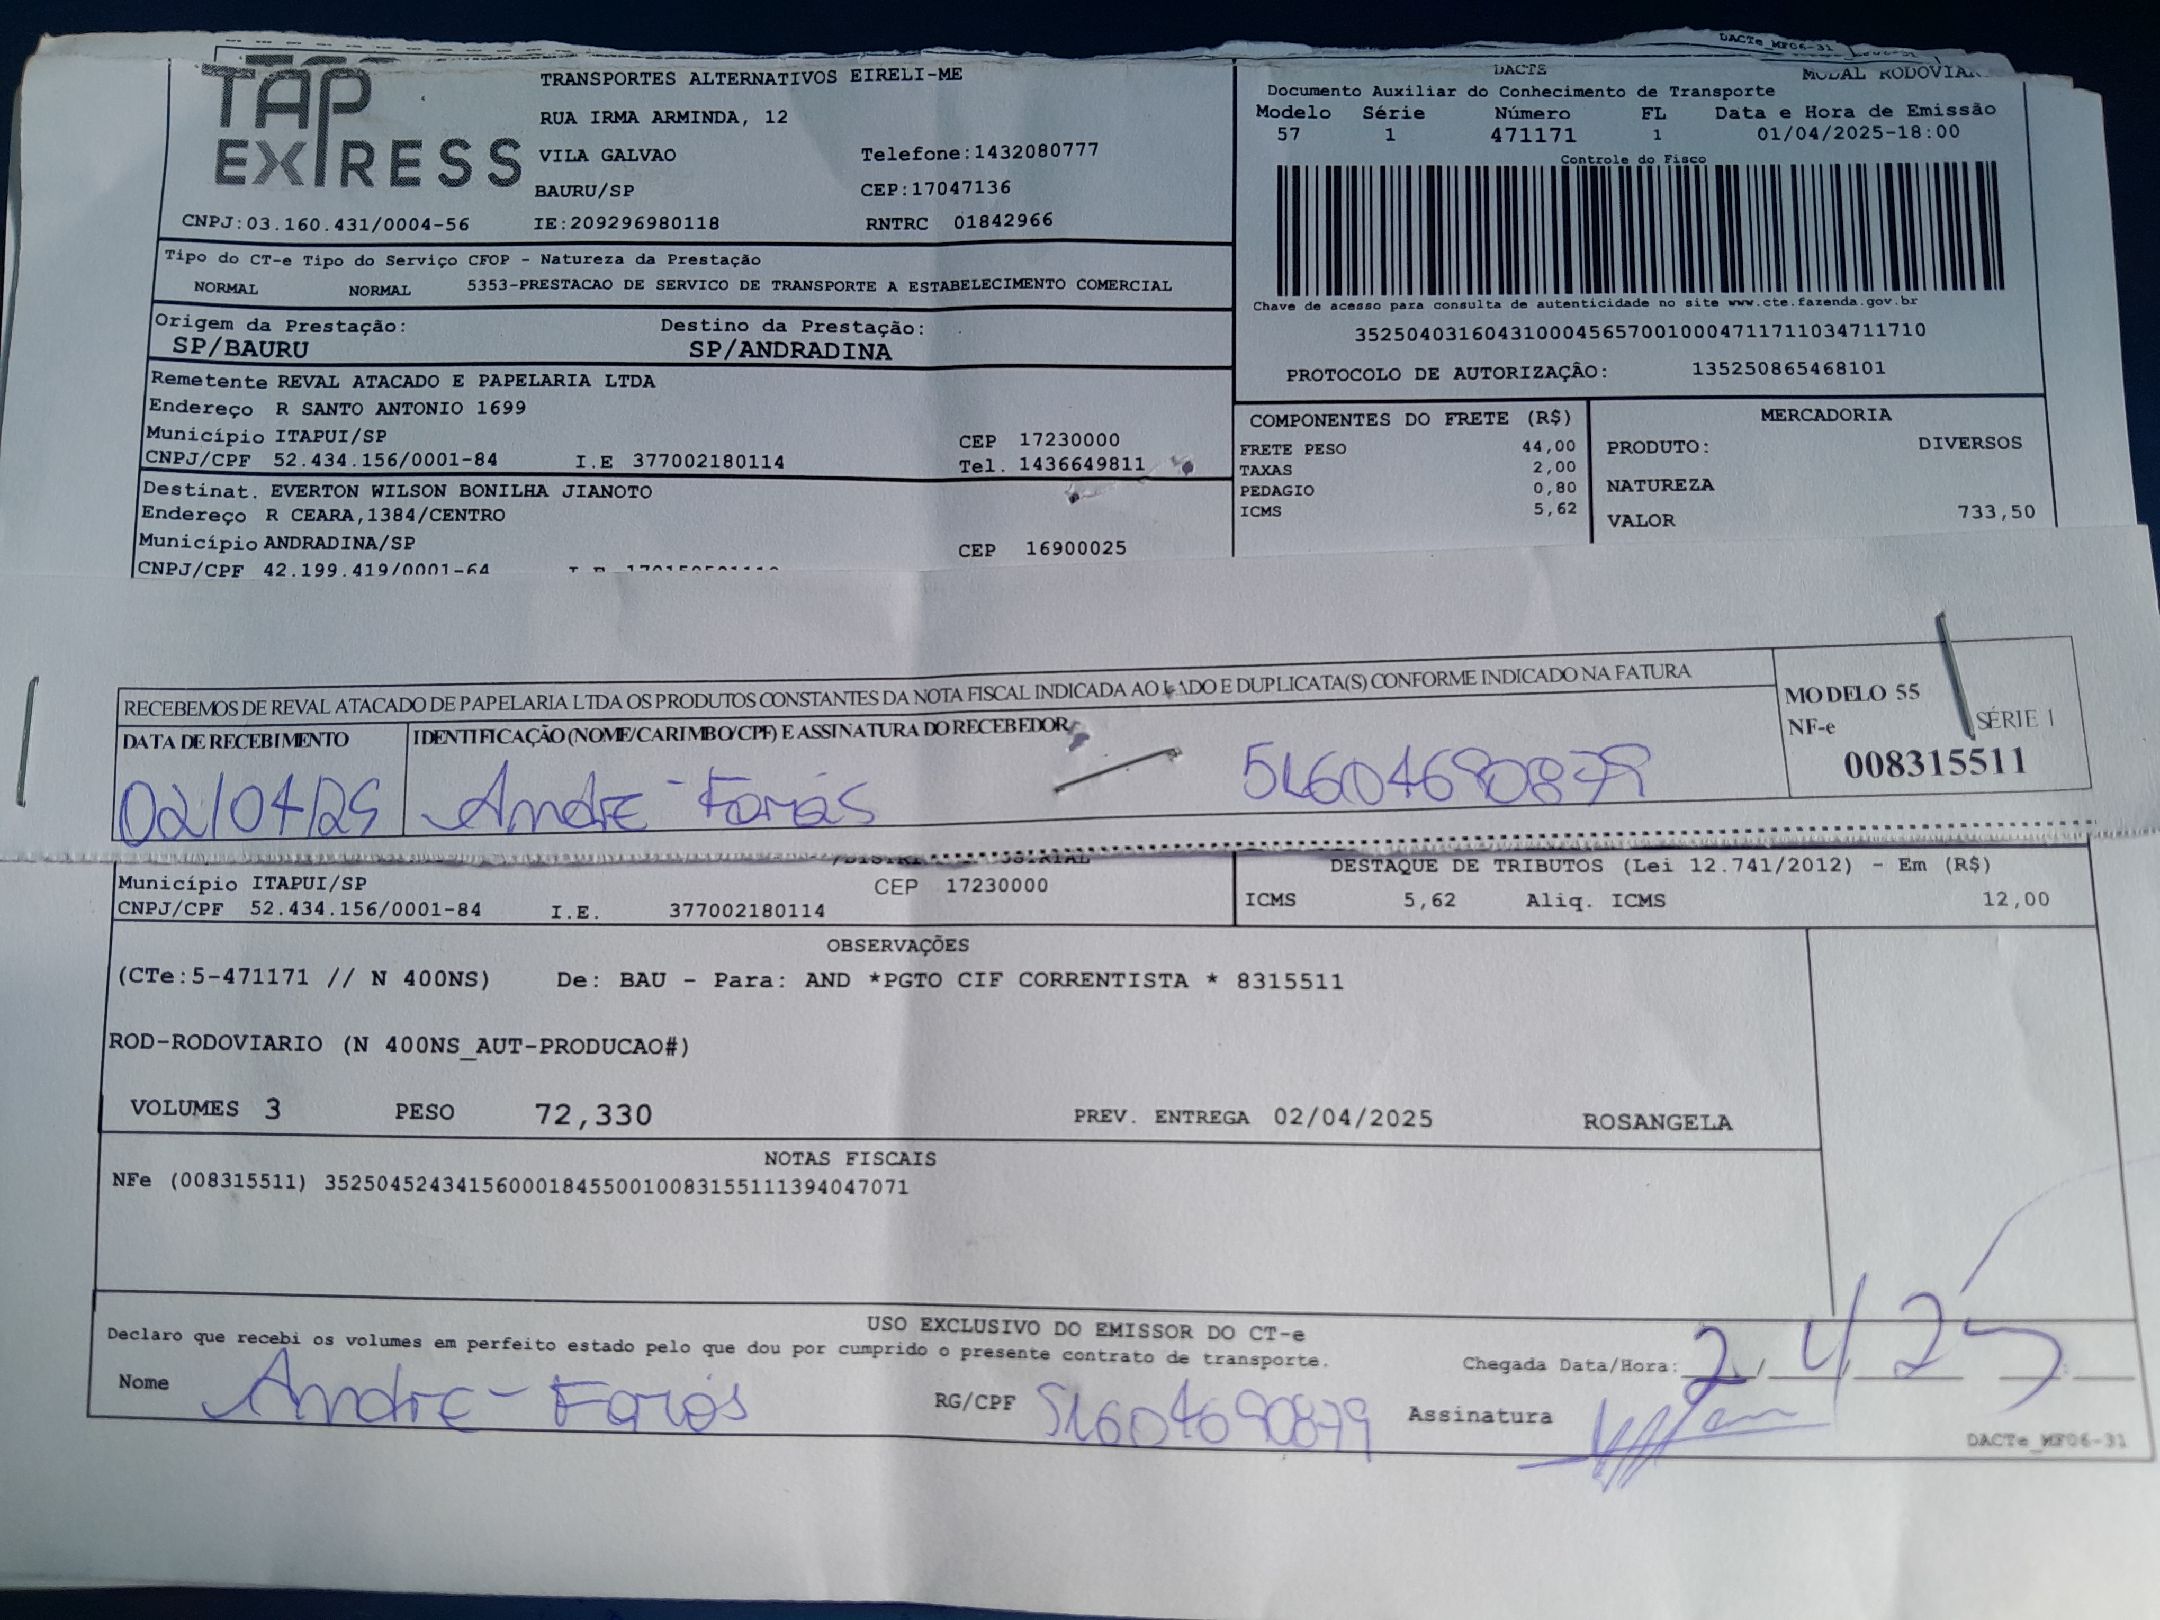 DACTe_MF06-31
TAP EXPRESS
TRANSPORTES ALTERNATIVOS EIRELI-ME
RUA IRMA ARMINDA, 12
VILA GALVAO Telefone:1432080777
BAURU/SP CEP:17047136
CNPJ:03.160.431/0004-56 IE:209296980118 RNTRC 01842966
DACTE MODAL RODOVIAR
Documento Auxiliar do Conhecimento de Transporte
Modelo Série Número FL Data e Hora de Emissão
57 1 471171 1 01/04/2025-18:00
Controle do Fisco
Chave de acesso para consulta de autenticidade no site www.cte.fazenda.gov.br
35250403160431000456570010004711711034711710
PROTOCOLO DE AUTORIZAÇÃO: 135250865468101
Tipo do CT-e Tipo do Serviço CFOP - Natureza da Prestação
NORMAL NORMAL 5353-PRESTACAO DE SERVICO DE TRANSPORTE A ESTABELECIMENTO COMERCIAL
Origem da Prestação: Destino da Prestação:
SP/BAURU SP/ANDRADINA
Remetente REVAL ATACADO E PAPELARIA LTDA
Endereço R SANTO ANTONIO 1699
Município ITAPUI/SP CEP 17230000
CNPJ/CPF 52.434.156/0001-84 I.E 377002180114 Tel. 1436649811
Destinat. EVERTON WILSON BONILHA JIANOTO
Endereço R CEARA,1384/CENTRO
Município ANDRADINA/SP CEP 16900025
CNPJ/CPF 42.199.419/0001-64
COMPONENTES DO FRETE (R$)
FRETE PESO 44,00
TAXAS 2,00
PEDAGIO 0,80
ICMS 5,62
MERCADORIA
PRODUTO: DIVERSOS
NATUREZA
VALOR 733,50
RECEBEMOS DE REVAL ATACADO DE PAPELARIA LTDA OS PRODUTOS CONSTANTES DA NOTA FISCAL INDICADA AO LADO E DUPLICATA(S) CONFORME INDICADO NA FATURA
DATA DE RECEBIMENTO IDENTIFICAÇÃO (NOME/CARIMBO/CPF) E ASSINATURA DO RECEBEDOR
02/04/25 Andre Farias 51604690879
MODELO 55
NF-e SÉRIE 1
008315511
Município ITAPUI/SP CEP 17230000
CNPJ/CPF 52.434.156/0001-84 I.E. 377002180114
DESTAQUE DE TRIBUTOS (Lei 12.741/2012) - Em (R$)
ICMS 5,62 Aliq. ICMS 12,00
OBSERVAÇÕES
(CTe:5-471171 // N 400NS) De: BAU - Para: AND *PGTO CIF CORRENTISTA * 8315511
ROD-RODOVIARIO (N 400NS_AUT-PRODUCAO#)
VOLUMES 3 PESO 72,330 PREV. ENTREGA 02/04/2025 ROSANGELA
NOTAS FISCAIS
NFe (008315511) 35250452434156000184550010083155111394047071
USO EXCLUSIVO DO EMISSOR DO CT-e
Declaro que recebi os volumes em perfeito estado pelo que dou por cumprido o presente contrato de transporte.
Chegada Data/Hora: 2/4/25
Nome Andre Farias RG/CPF 51604690879 Assinatura
DACTe_MF06-31